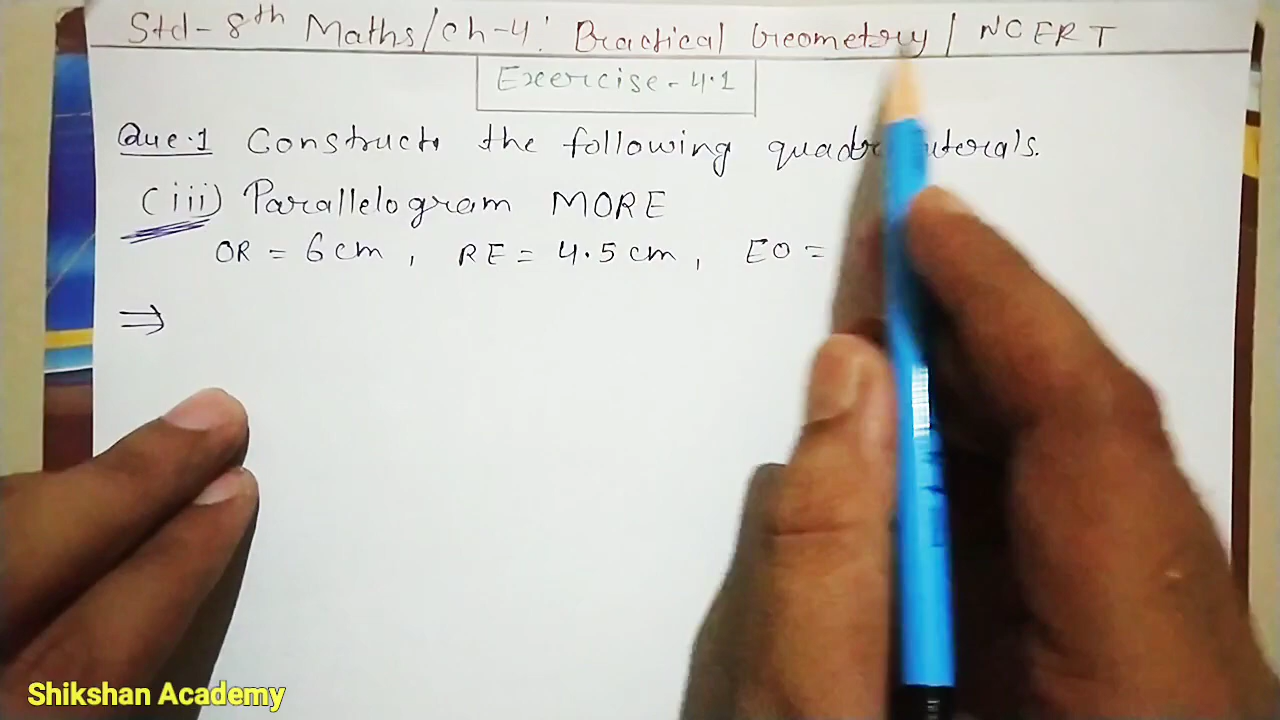 Std- 8th Maths/Ch-4: Practical Geometry/ NCERT
Exercise-4.1
Que.1 Construct the following
(iii) Parallelogram MORE
OR = 6 cm, RE = 4.5 cm, EO =
⇒
Shikshan Academy